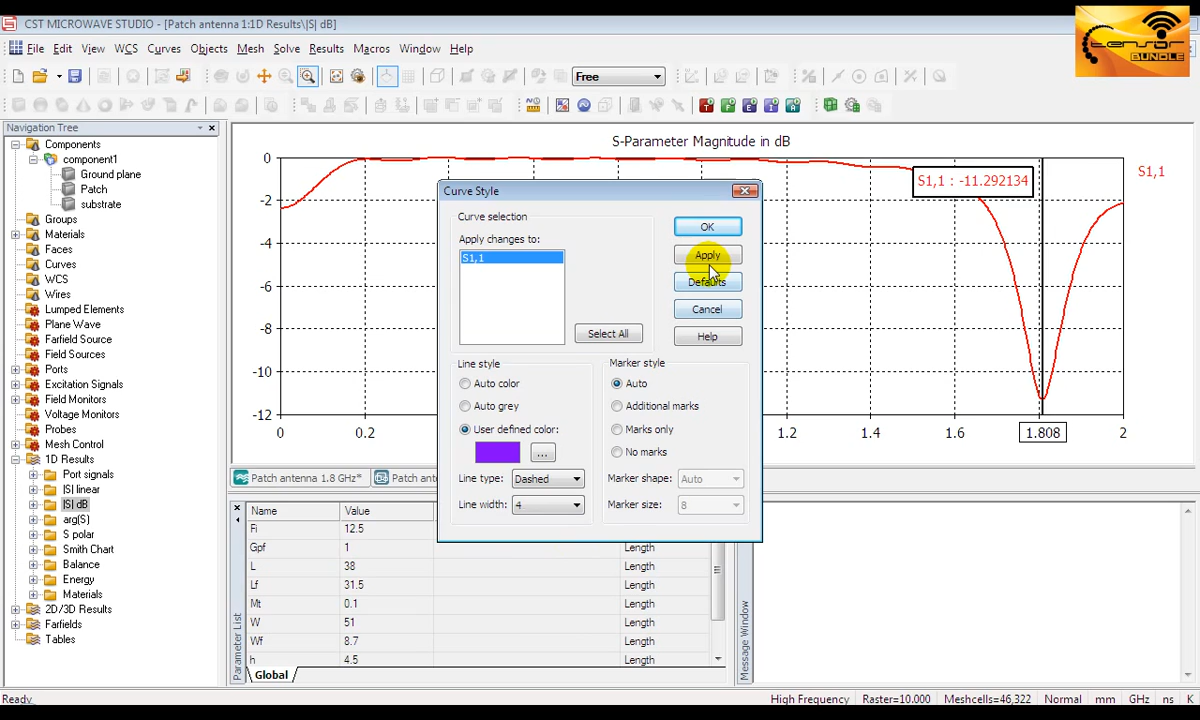 CST MICROWAVE STUDIO - [Patch antenna 1:1D Results\|S| dB]
TENSOR
BUNDLE
File Edit View WCS Curves Objects Mesh Solve Results Macros Window Help
Free
Navigation Tree
Components
component1
Ground plane
Patch
substrate
Groups
Materials
Faces
Curves
WCS
Wires
Lumped Elements
Plane Wave
Farfield Source
Field Sources
Ports
Excitation Signals
Field Monitors
Voltage Monitors
Probes
Mesh Control
1D Results
Port signals
|S| linear
|S| dB
arg(S)
S polar
Smith Chart
Balance
Energy
Materials
2D/3D Results
Farfields
Tables
S-Parameter Magnitude in dB
0
-2
-4
-6
-8
-10
-12
0 0.2 1.2 1.4 1.6 1.808 2
S1,1 : -11.292134
S1,1
Curve Style
Curve selection
Apply changes to:
S1,1
Select All
OK
Apply
Defaults
Cancel
Help
Line style
Auto color
Auto grey
User defined color:
...
Line type: Dashed
Line width: 4
Marker style
Auto
Additional marks
Marks only
No marks
Marker shape: Auto
Marker size: 8
Patch antenna 1.8 GHz* Patch ant
Parameter List
Name Value
Fi 12.5
Gpf 1 Length
L 38 Length
Lf 31.5 Length
Mt 0.1 Length
W 51 Length
Wf 8.7 Length
h 4.5 Length
Global
Message Window
Ready
High Frequency Raster=10.000 Meshcells=46,322 Normal mm GHz ns K